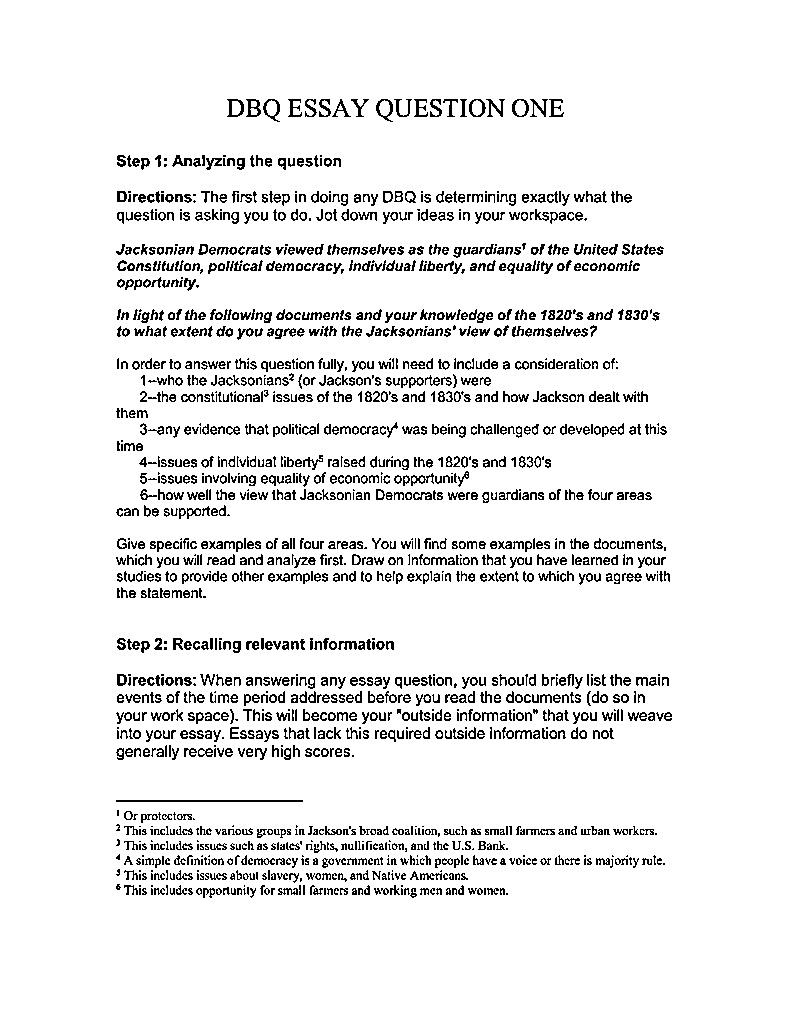 DBQ ESSAY QUESTION ONE
Step 1: Analyzing the question
Directions: The first step in doing any DBQ is determining exactly what the
question is asking you to do. Jot down your ideas in your workspace.
Jacksonian Democrats viewed themselves as the guardians¹ of the United States
Constitution, political democracy, individual liberty, and equality of economic
opportunity.
In light of the following documents and your knowledge of the 1820's and 1830's
to what extent do you agree with the Jacksonians' view of themselves?
In order to answer this question fully, you will need to include a consideration of:
1--who the Jacksonians² (or Jackson's supporters) were
2--the constitutional³ issues of the 1820's and 1830's and how Jackson dealt with
them
3--any evidence that political democracy⁴ was being challenged or developed at this
time
4--issues of individual liberty⁵ raised during the 1820's and 1830's
5--issues involving equality of economic opportunity⁶
6--how well the view that Jacksonian Democrats were guardians of the four areas
can be supported.
Give specific examples of all four areas. You will find some examples in the documents,
which you will read and analyze first. Draw on information that you have learned in your
studies to provide other examples and to help explain the extent to which you agree with
the statement.
Step 2: Recalling relevant information
Directions: When answering any essay question, you should briefly list the main
events of the time period addressed before you read the documents (do so in
your work space). This will become your "outside information" that you will weave
into your essay. Essays that lack this required outside information do not
generally receive very high scores.
¹ Or protectors.
² This includes the various groups in Jackson's broad coalition, such as small farmers and urban workers.
³ This includes issues such as states' rights, nullification, and the U.S. Bank.
⁴ A simple definition of democracy is a government in which people have a voice or there is majority rule.
⁵ This includes issues about slavery, women, and Native Americans.
⁶ This includes opportunity for small farmers and working men and women.